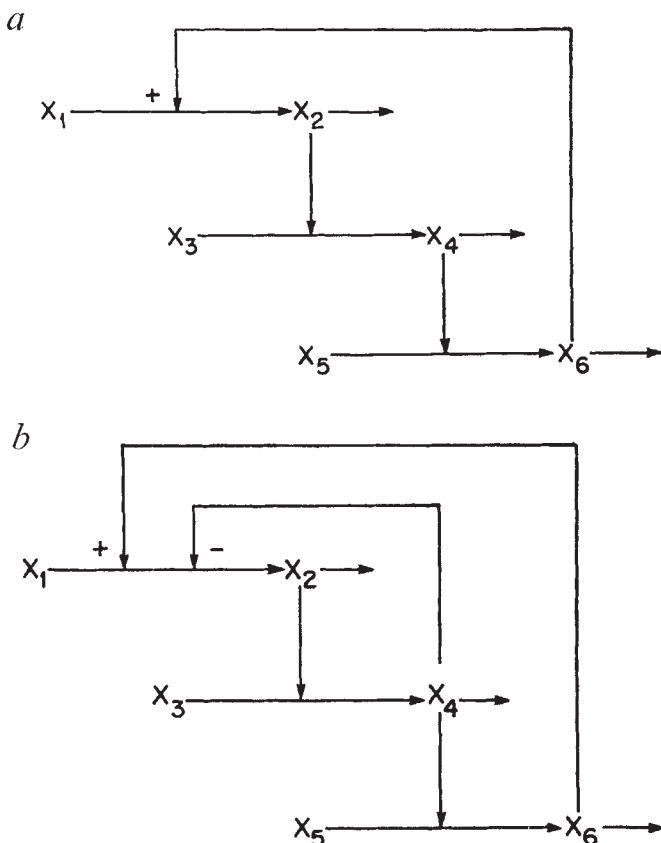 a
+
X₁ X₂
X₃ X₄
X₅ X₆
b
+ -
X₁ X₂
X₃ X₄
X₅ X₆